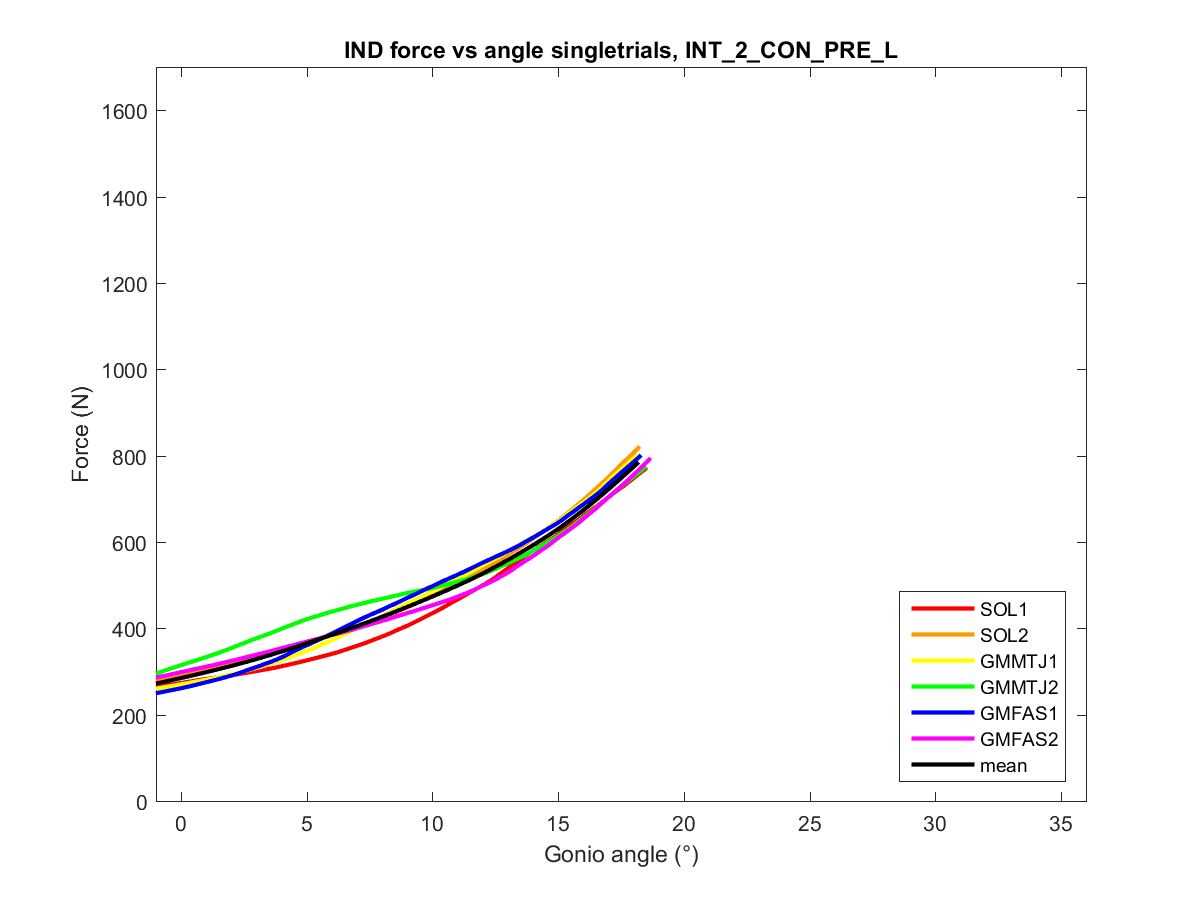 IND force vs angle singletrials, INT_2_CON_PRE_L
1600
1400
1200
1000
800
600
400
200
0
Force (N)
0 5 10 15 20 25 30 35
Gonio angle (°)
SOL1
SOL2
GMMTJ1
GMMTJ2
GMFAS1
GMFAS2
mean